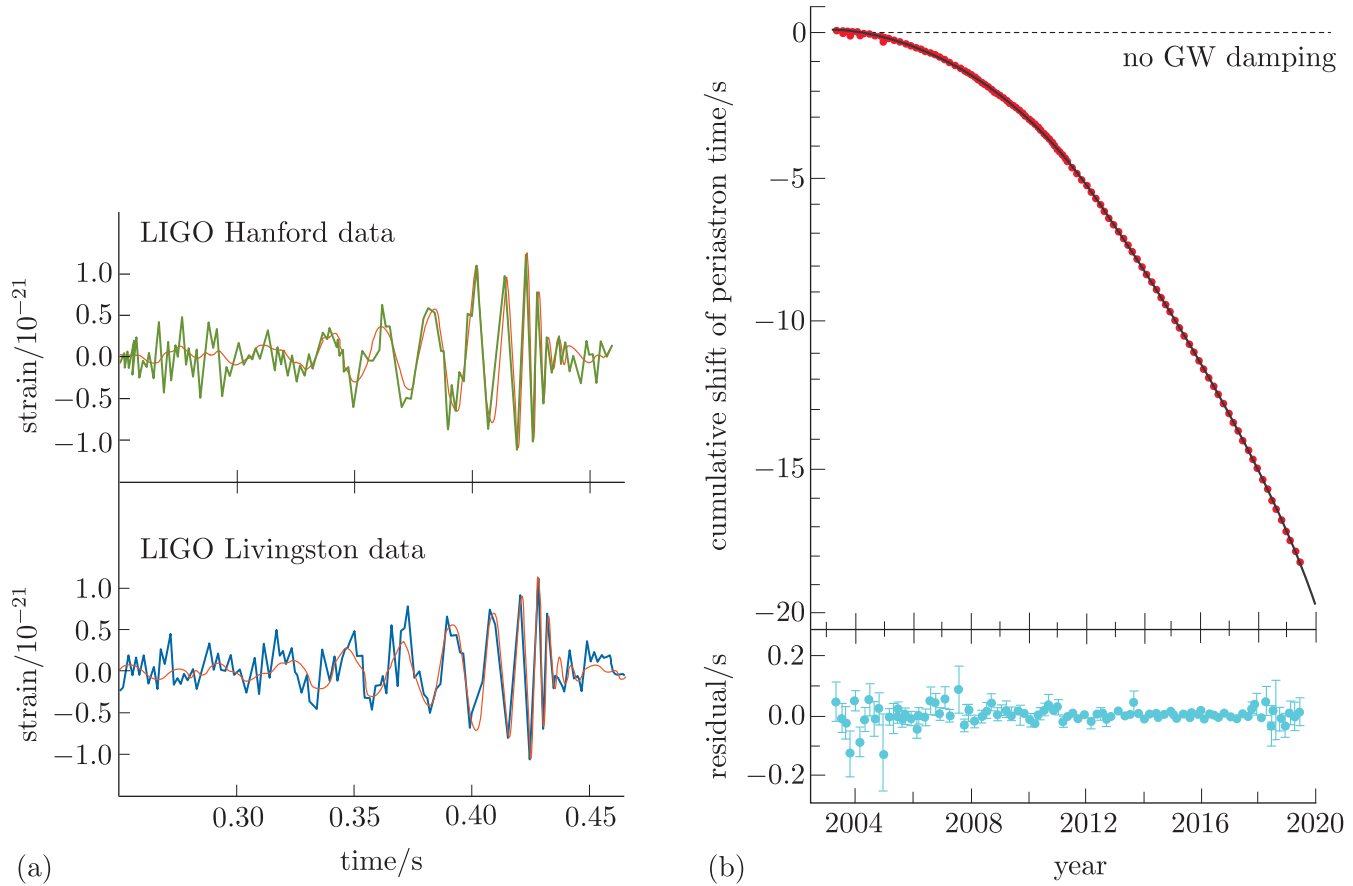 LIGO Hanford data
strain/10⁻²¹
1.0
0.5
0.0
−0.5
−1.0
LIGO Livingston data
strain/10⁻²¹
1.0
0.5
0.0
−0.5
−1.0
0.30
0.35
0.40
0.45
time/s
(a)
cumulative shift of periastron time/s
0
−5
−10
−15
−20
no GW damping
residual/s
0.2
0.0
−0.2
2004
2008
2012
2016
2020
year
(b)